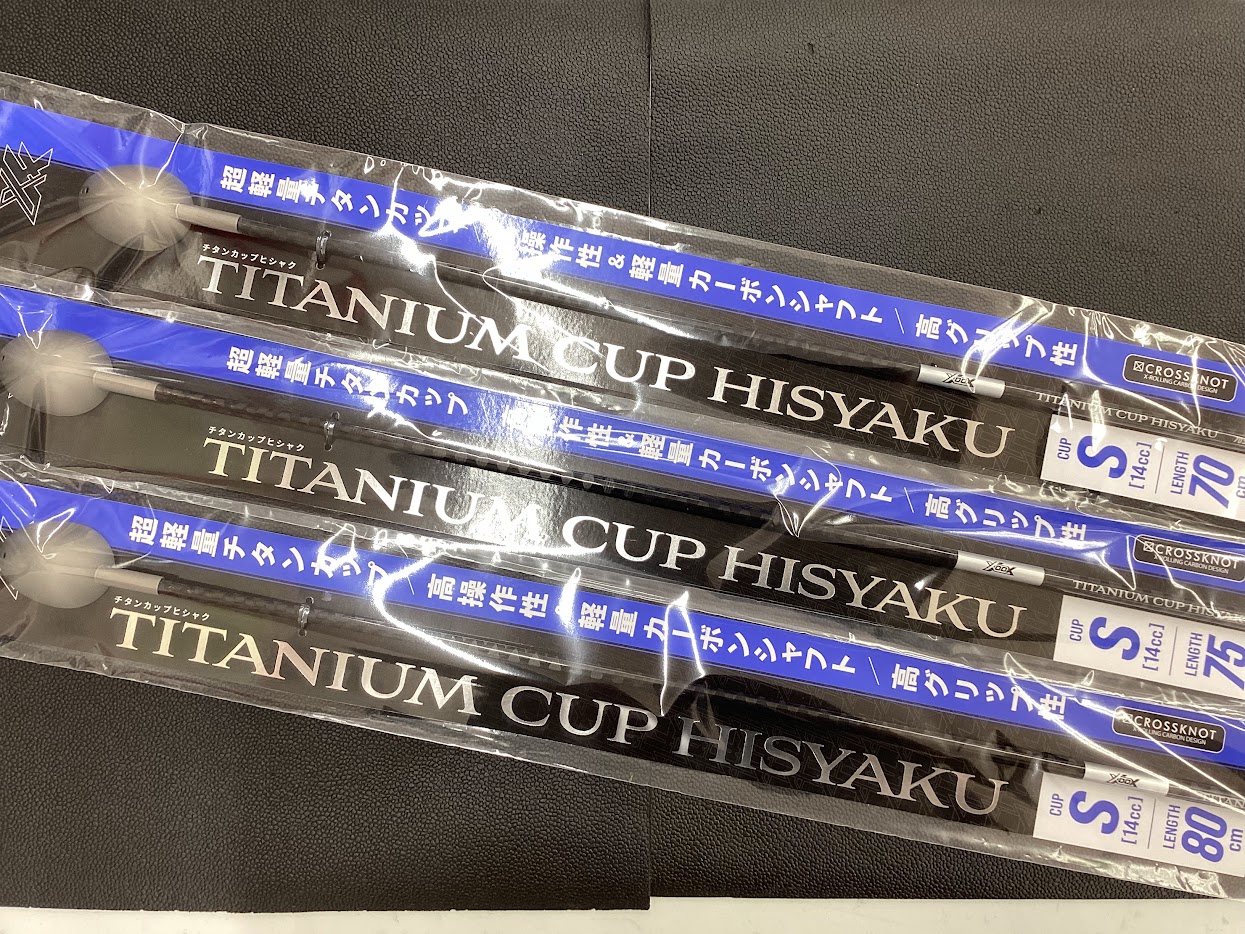 超軽量チタンカップ
操作性&軽量カーボンシャフト/高グリップ性
チタンカップヒシャク
TITANIUM CUP HISYAKU
CROSSKNOT
X-ROLLING CARBON DESIGN
TITANIUM CUP HISYAKU
CUP S [14cc]
LENGTH 70 cm
超軽量チタンカップ
作性&軽量カーボンシャフト/高グリップ性
チタンカップヒシャク
TITANIUM CUP HISYAKU
CROSSKNOT
X-ROLLING CARBON DESIGN
TITANIUM CUP HISY
CUP S [14cc]
LENGTH 75
超軽量チタンカップ/高操作性&軽量カーボンシャフト/高グリップ性
チタンカップヒシャク
TITANIUM CUP HISYAKU
CROSSKNOT
X-ROLLING CARBON DESIGN
CUP S [14cc]
LENGTH 80 cm